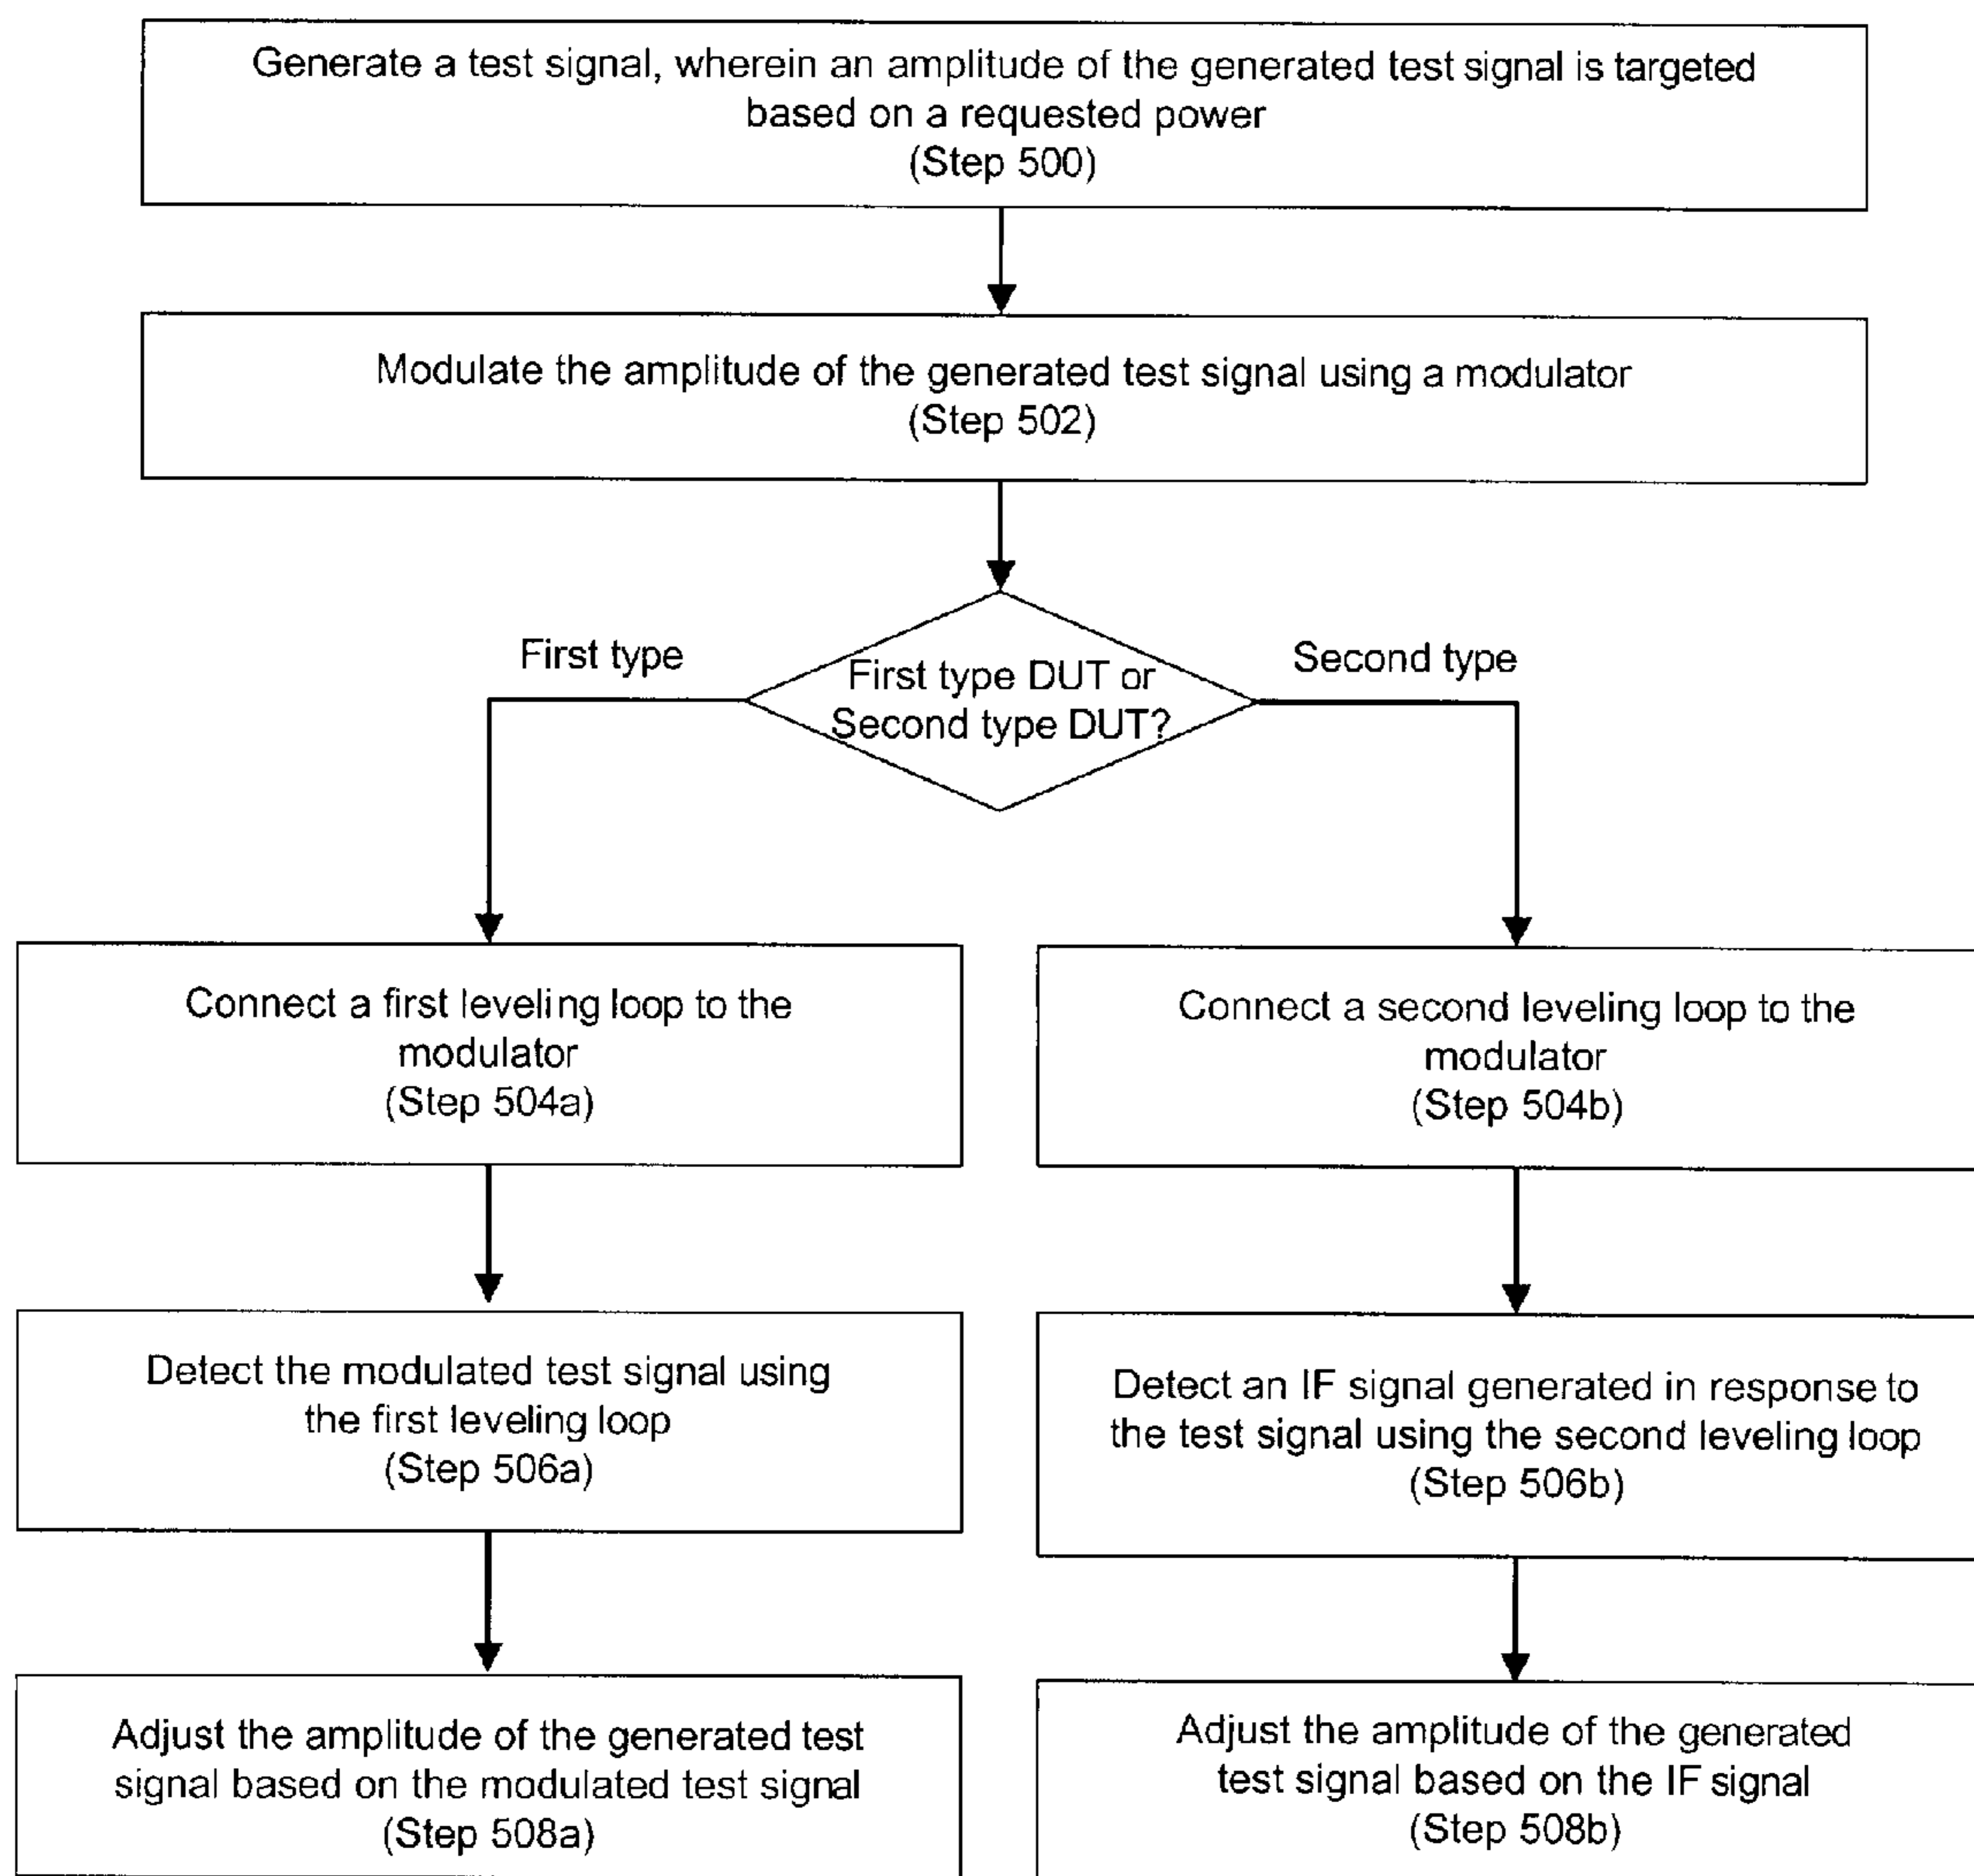 Generate a test signal, wherein an amplitude of the generated test signal is targeted
based on a requested power
(Step 500)
Modulate the amplitude of the generated test signal using a modulator
(Step 502)
First type
First type DUT or
Second type DUT?
Second type
Connect a first leveling loop to the
modulator
(Step 504a)
Connect a second leveling loop to the
modulator
(Step 504b)
Detect the modulated test signal using
the first leveling loop
(Step 506a)
Detect an IF signal generated in response to
the test signal using the second leveling loop
(Step 506b)
Adjust the amplitude of the generated test
signal based on the modulated test signal
(Step 508a)
Adjust the amplitude of the generated
test signal based on the IF signal
(Step 508b)